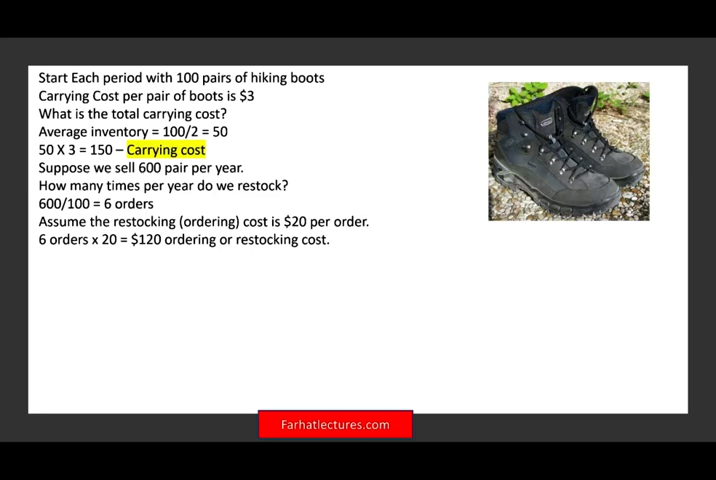 Start Each period with 100 pairs of hiking boots
Carrying Cost per pair of boots is $3
What is the total carrying cost?
Average inventory = 100/2 = 50
50 X 3 = 150 – Carrying cost
Suppose we sell 600 pair per year.
How many times per year do we restock?
600/100 = 6 orders
Assume the restocking (ordering) cost is $20 per order.
6 orders x 20 = $120 ordering or restocking cost.
Farhatlectures.com